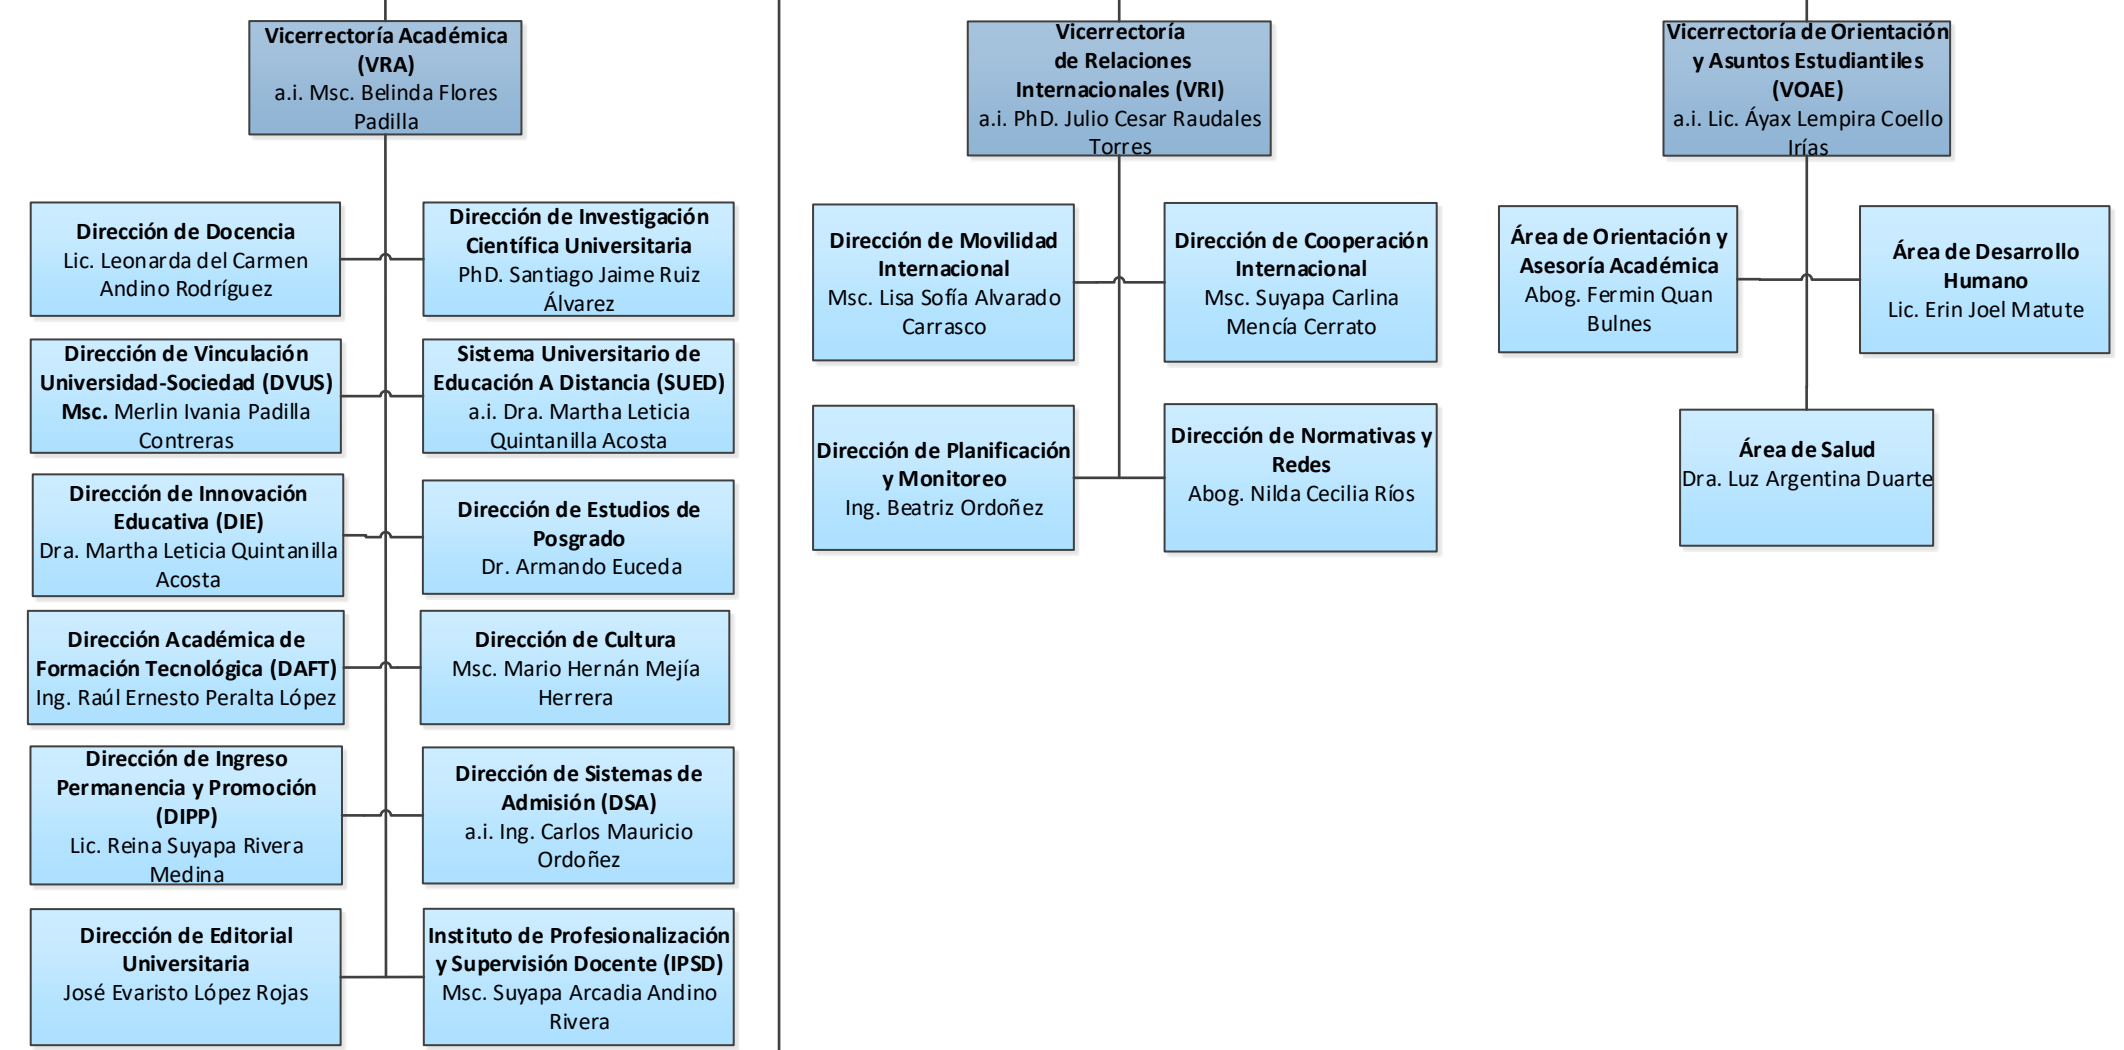 Vicerrectoría Académica
(VRA)
a.i. Msc. Belinda Flores
Padilla
Dirección de Docencia
Lic. Leonarda del Carmen
Andino Rodríguez
Dirección de Investigación
Científica Universitaria
PhD. Santiago Jaime Ruiz
Álvarez
Dirección de Vinculación
Universidad-Sociedad (DVUS)
Msc. Merlin Ivania Padilla
Contreras
Sistema Universitario de
Educación A Distancia (SUED)
a.i. Dra. Martha Leticia
Quintanilla Acosta
Dirección de Innovación
Educativa (DIE)
Dra. Martha Leticia Quintanilla
Acosta
Dirección de Estudios de
Posgrado
Dr. Armando Euceda
Dirección Académica de
Formación Tecnológica (DAFT)
Ing. Raúl Ernesto Peralta López
Dirección de Cultura
Msc. Mario Hernán Mejía
Herrera
Dirección de Ingreso
Permanencia y Promoción
(DIPP)
Lic. Reina Suyapa Rivera
Medina
Dirección de Sistemas de
Admisión (DSA)
a.i. Ing. Carlos Mauricio
Ordoñez
Dirección de Editorial
Universitaria
José Evaristo López Rojas
Instituto de Profesionalización
y Supervisión Docente (IPSD)
Msc. Suyapa Arcadia Andino
Rivera
Vicerrectoría
de Relaciones
Internacionales (VRI)
a.i. PhD. Julio Cesar Raudales
Torres
Dirección de Movilidad
Internacional
Msc. Lisa Sofía Alvarado
Carrasco
Dirección de Cooperación
Internacional
Msc. Suyapa Carlina
Mencía Cerrato
Dirección de Planificación
y Monitoreo
Ing. Beatriz Ordoñez
Dirección de Normativas y
Redes
Abog. Nilda Cecilia Ríos
Vicerrectoría de Orientación
y Asuntos Estudiantiles
(VOAE)
a.i. Lic. Áyax Lempira Coello
Irías
Área de Orientación y
Asesoría Académica
Abog. Fermin Quan
Bulnes
Área de Desarrollo
Humano
Lic. Erin Joel Matute
Área de Salud
Dra. Luz Argentina Duarte